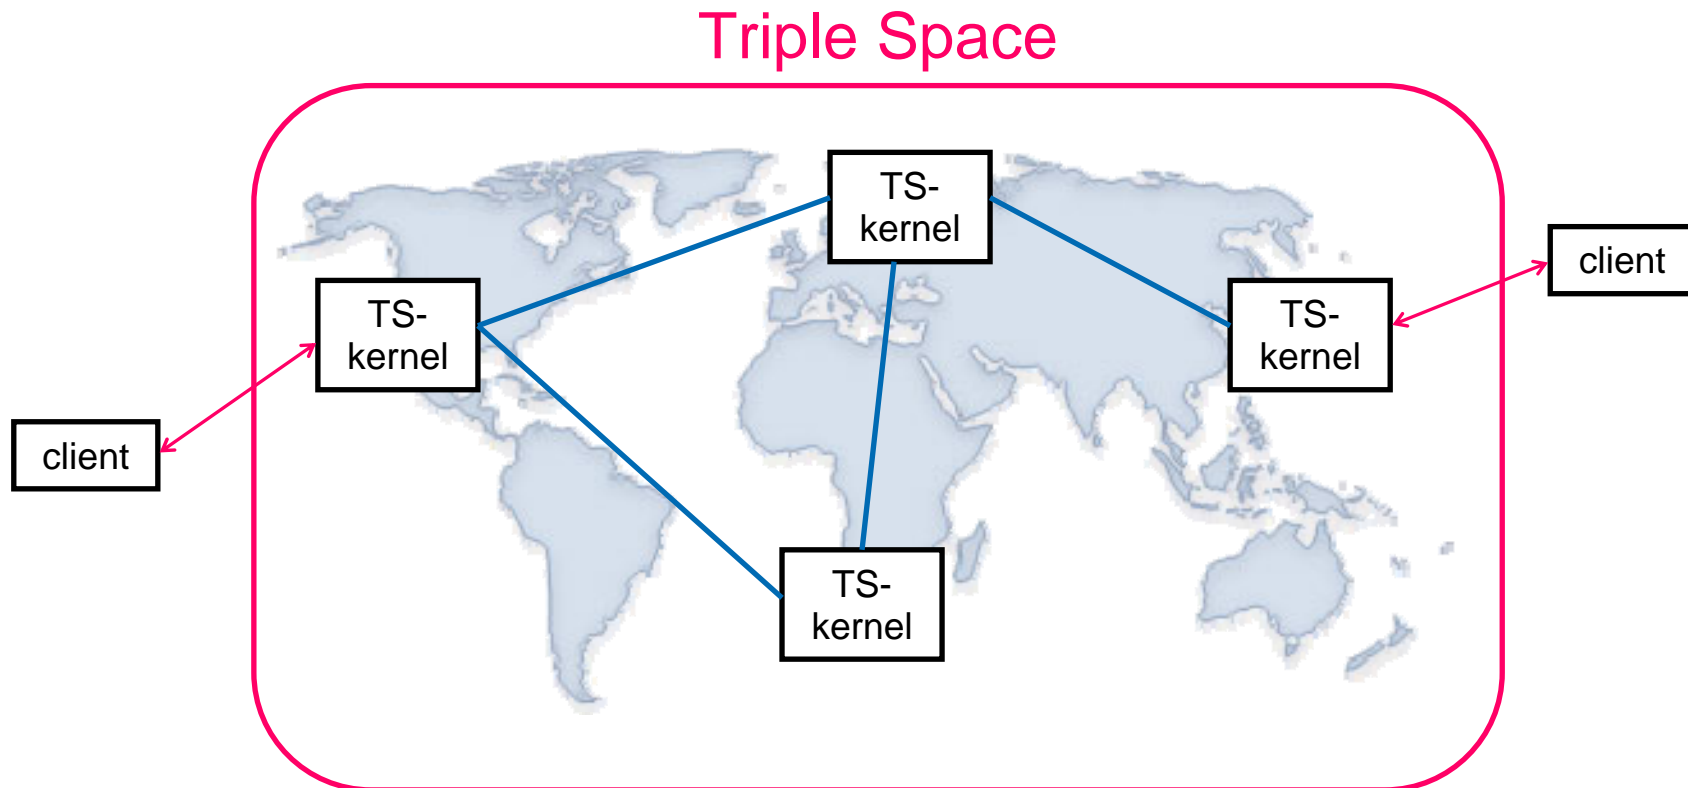 Triple Space
TS-
kernel
client
TS-
kernel
TS-
kernel
client
TS-
kernel